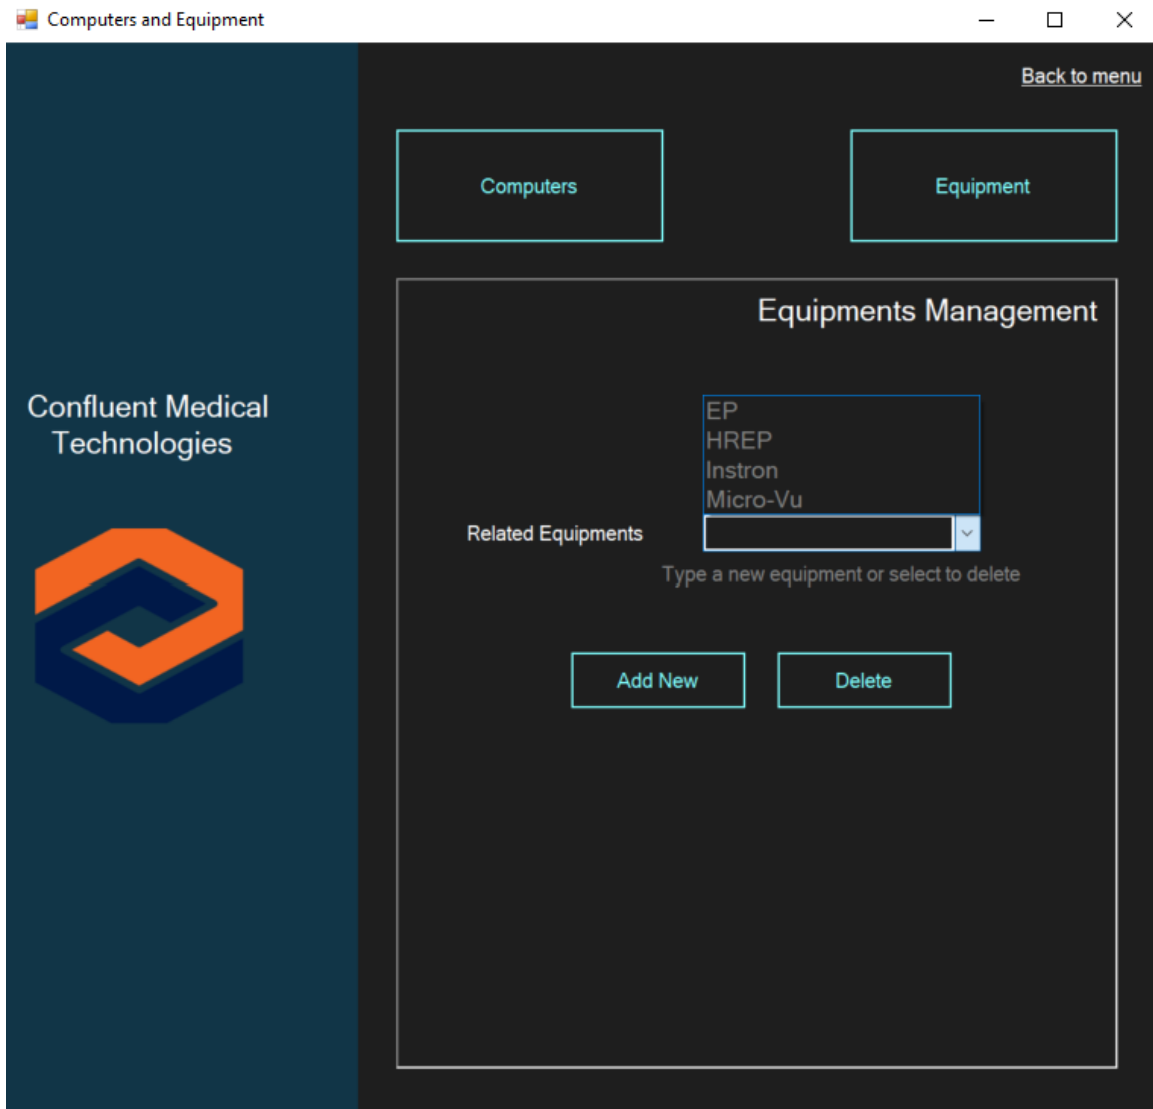 Computers and Equipment
Back to menu
Computers
Equipment
Confluent Medical
Technologies
Equipments Management
EP
HREP
Instron
Micro-Vu
Related Equipments
Type a new equipment or select to delete
Add New
Delete